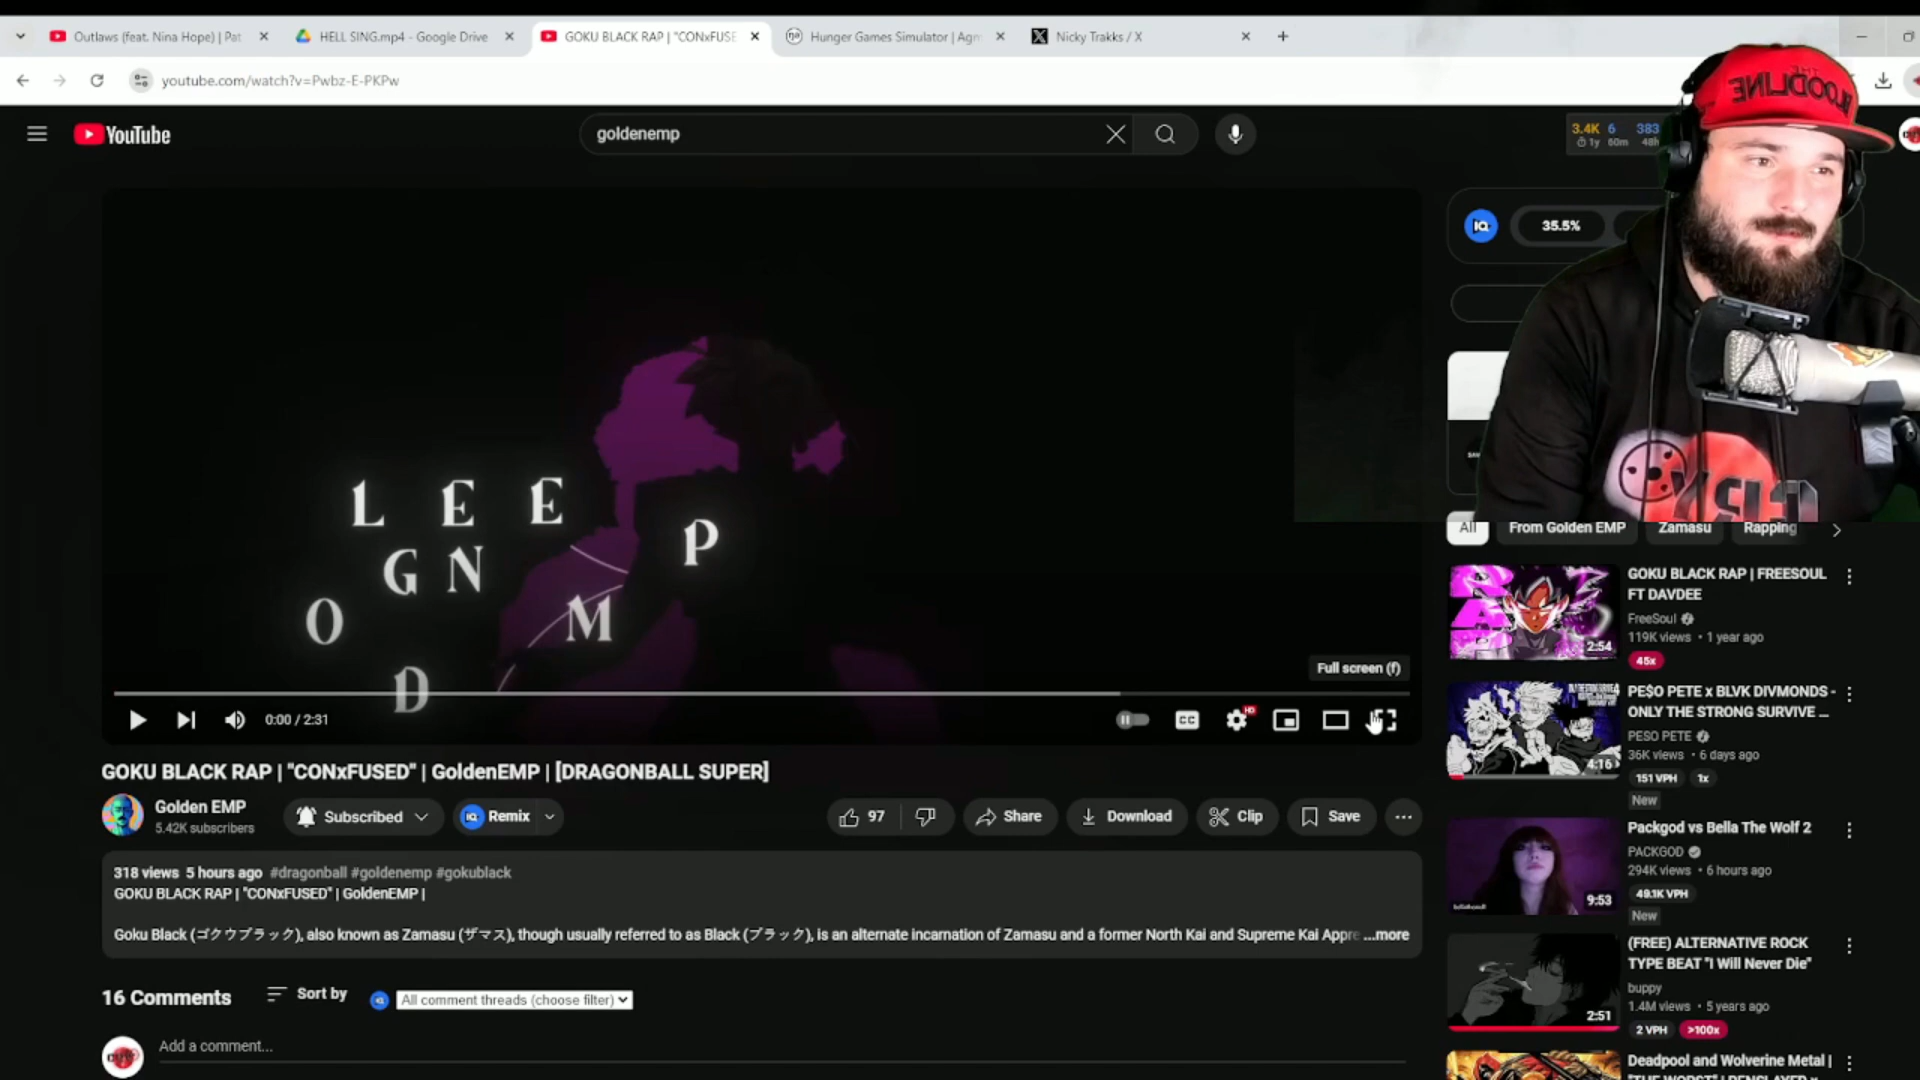 Outlaws (feat. Nina Hope) | Pat
HELL SING.mp4 - Google Drive
GOKU BLACK RAP | "CONxFUSE
Hunger Games Simulator | Agn
Nicky Trakks / X
youtube.com/watch?v=Pwbz-E-PKPw
YouTube
goldenemp
3.4K 6 383
1y 60m 48h
BLOODLINE
IQ 35.5%
L E E
G N P
O M
D
Full screen (f)
0:00 / 2:31
CC
HD
GOKU BLACK RAP | "CONxFUSED" | GoldenEMP | [DRAGONBALL SUPER]
Golden EMP
5.42K subscribers
Subscribed
IQ Remix
97
Share
Download
Clip
Save
318 views 5 hours ago #dragonball #goldenemp #gokublack
GOKU BLACK RAP | "CONxFUSED" | GoldenEMP |
Goku Black (ゴクウブラック), also known as Zamasu (ザマス), though usually referred to as Black (ブラック), is an alternate incarnation of Zamasu and a former North Kai and Supreme Kai Appre ...more
16 Comments
Sort by
All comment threads (choose filter)
Add a comment...
All
From Golden EMP
Zamasu
Rapping
GOKU BLACK RAP | FREESOUL
FT DAVDEE
FreeSoul
119K views • 1 year ago
45x
2:54
PE$O PETE x BLVK DIVMONDS -
ONLY THE STRONG SURVIVE ...
PESO PETE
36K views • 6 days ago
151 VPH 1x
New
4:16
Packgod vs Bella The Wolf 2
PACKGOD
294K views • 6 hours ago
49.1K VPH
New
9:53
(FREE) ALTERNATIVE ROCK
TYPE BEAT "I Will Never Die"
buppy
1.4M views • 5 years ago
2 VPH >100x
2:51
Deadpool and Wolverine Metal |